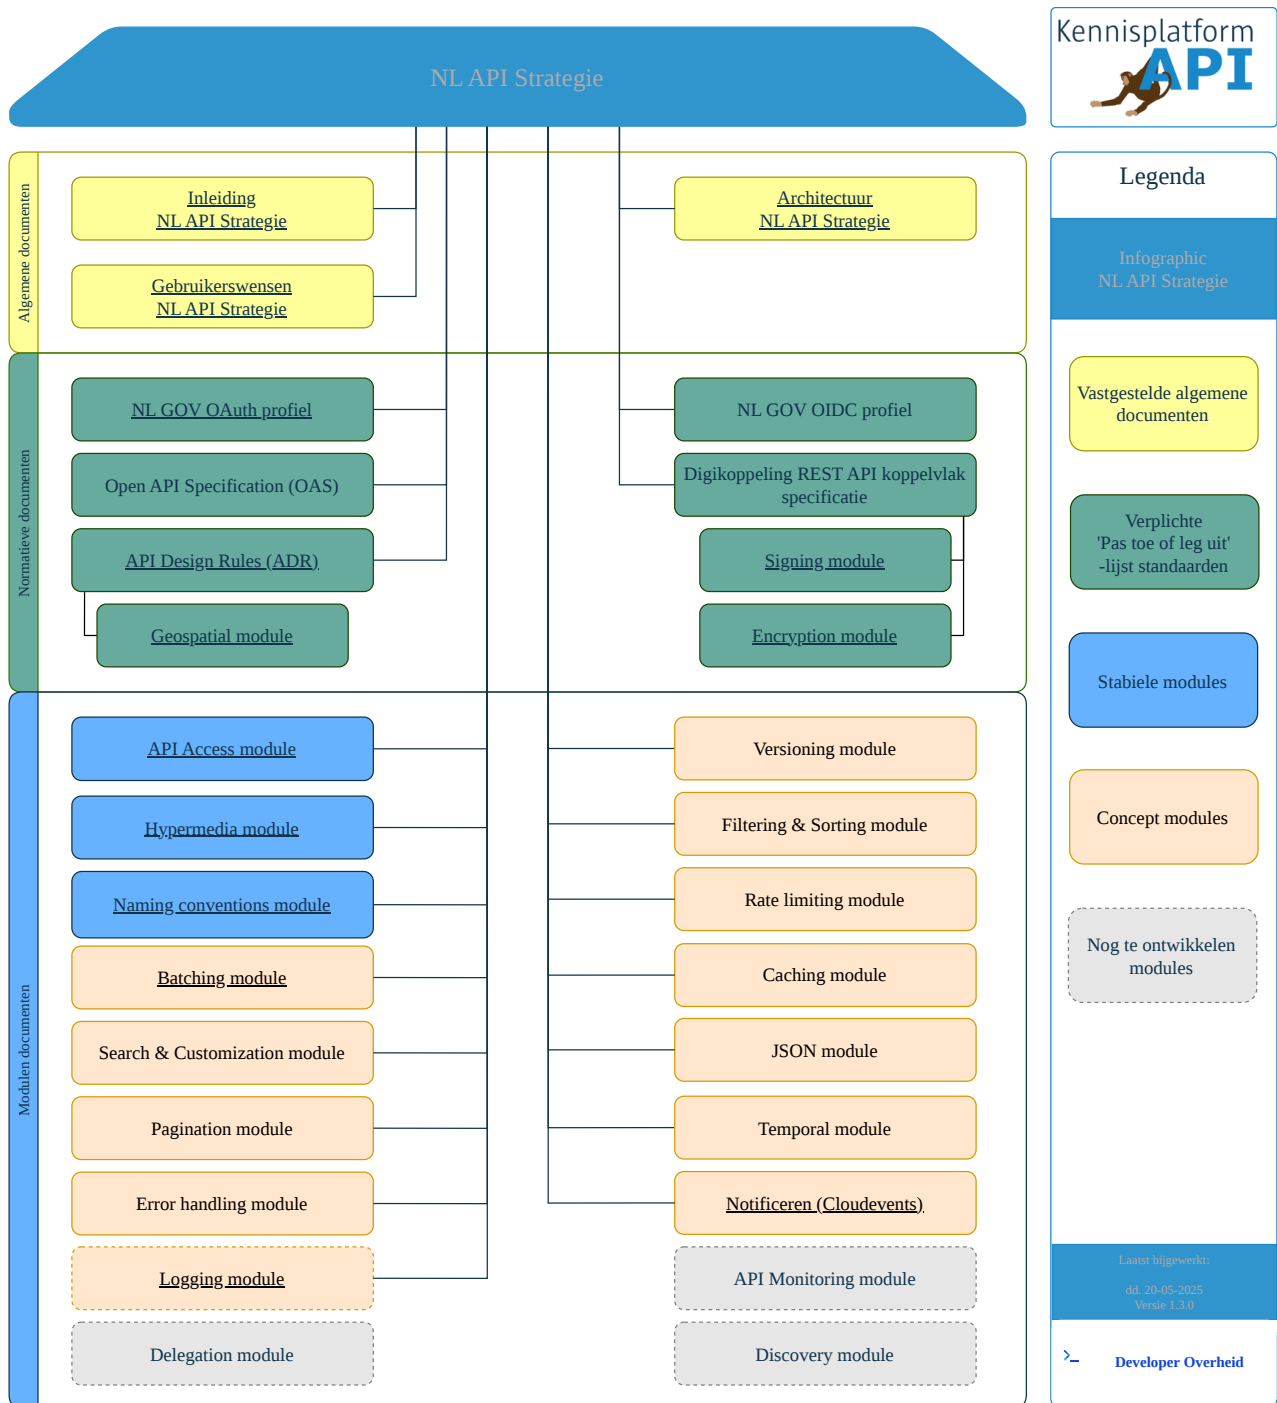 NL API Strategie
Kennisplatform
API
Algemene documenten
Inleiding
NL API Strategie
Architectuur
NL API Strategie
Gebruikerswensen
NL API Strategie
Normatieve documenten
NL GOV OAuth profiel
NL GOV OIDC profiel
Open API Specification (OAS)
Digikoppeling REST API koppelvlak
specificatie
API Design Rules (ADR)
Signing module
Geospatial module
Encryption module
Modulen documenten
API Access module
Versioning module
Hypermedia module
Filtering & Sorting module
Naming conventions module
Rate limiting module
Batching module
Caching module
Search & Customization module
JSON module
Pagination module
Temporal module
Error handling module
Notificeren (Cloudevents)
Logging module
API Monitoring module
Delegation module
Discovery module
Legenda
Infographic
NL API Strategie
Vastgestelde algemene
documenten
Verplichte
'Pas toe of leg uit'
-lijst standaarden
Stabiele modules
Concept modules
Nog te ontwikkelen
modules
Laatst bijgewerkt:
dd. 20-05-2025
Versie 1.3.0
Developer Overheid